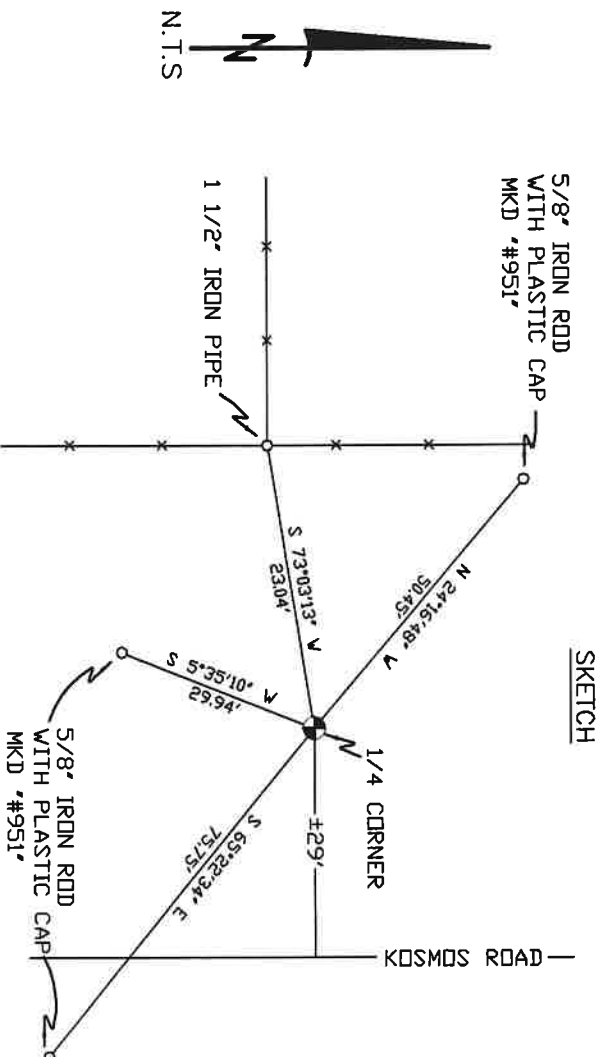 SKETCH
N
N.T.S
5/8" IRON ROD
WITH PLASTIC CAP
MKD "#951"
1 1/2" IRON PIPE
N 24°16'48" W
50.45'
S 73°03'13" W
23.04'
S 5°35'10" W
29.94'
1/4 CORNER
±29'
KOSMOS ROAD
S 65°22'34" E
75.75'
5/8" IRON ROD
WITH PLASTIC CAP
MKD "#951"